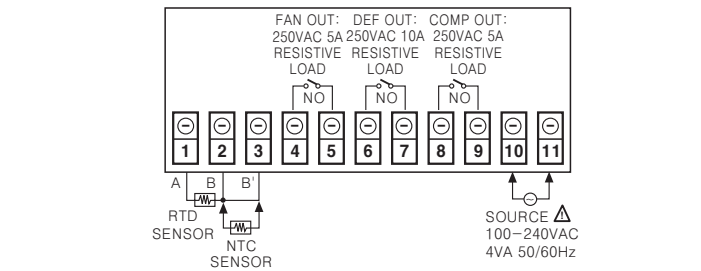 FAN OUT: DEF OUT: COMP OUT:
250VAC 5A 250VAC 10A 250VAC 5A
RESISTIVE RESISTIVE RESISTIVE
LOAD LOAD LOAD
NO NO NO
1 2 3 4 5 6 7 8 9 10 11
A B B'
RTD
SENSOR
NTC
SENSOR
SOURCE
100-240VAC
4VA 50/60Hz